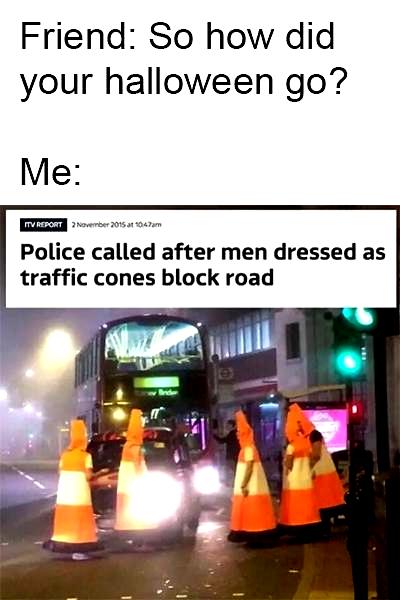 Friend: So how did
your halloween go?
Me:
ITV REPORT 2 November 2015 at 10:47am
Police called after men dressed as
traffic cones block road